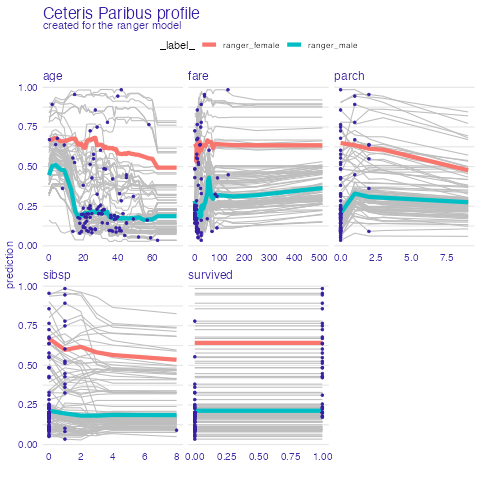 Ceteris Paribus profile
created for the ranger model
_label_ ranger_female ranger_male
age fare parch
1.00
0.75
0.50
0.25
0.00
0 20 40 60 0 100 200 300 400 500 0.0 2.5 5.0 7.5
prediction
sibsp survived
1.00
0.75
0.50
0.25
0.00
0 2 4 6 8 0.00 0.25 0.50 0.75 1.00